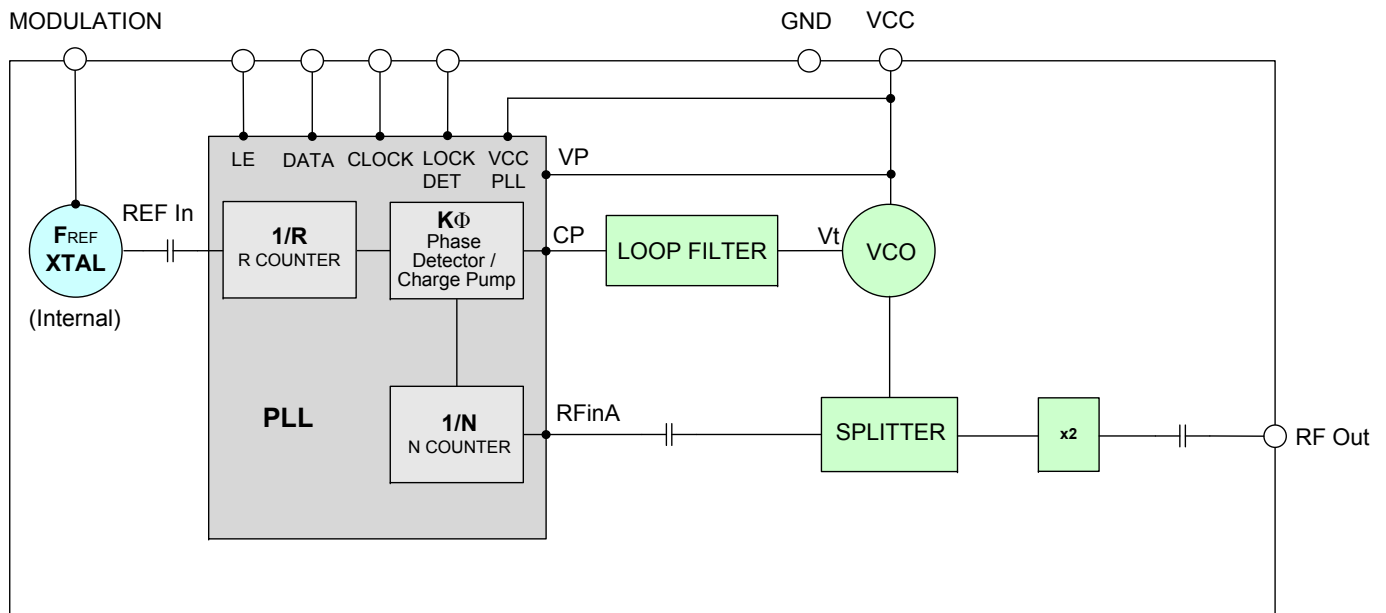 MODULATION
GND
VCC
LE
DATA
CLOCK
LOCK
DET
VCC
PLL
VP
REF In
FREF
XTAL
(Internal)
1/R
R COUNTER
KΦ
Phase
Detector /
Charge Pump
CP
LOOP FILTER
Vt
VCO
PLL
1/N
N COUNTER
RFinA
SPLITTER
x2
RF Out